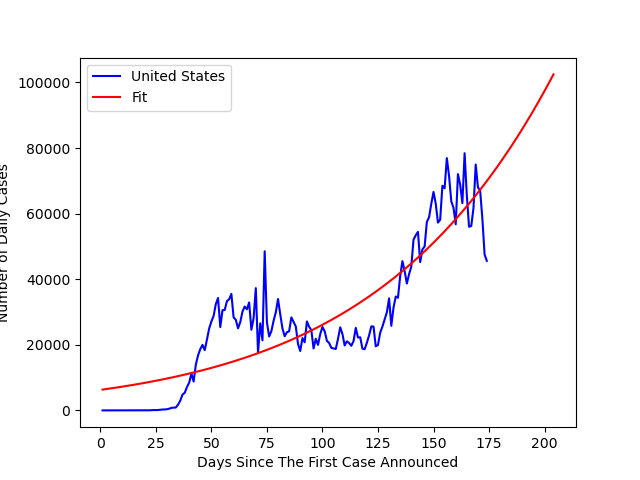 United States
Fit
100000
80000
60000
40000
20000
0
Number of Daily Cases
0 25 50 75 100 125 150 175 200
Days Since The First Case Announced